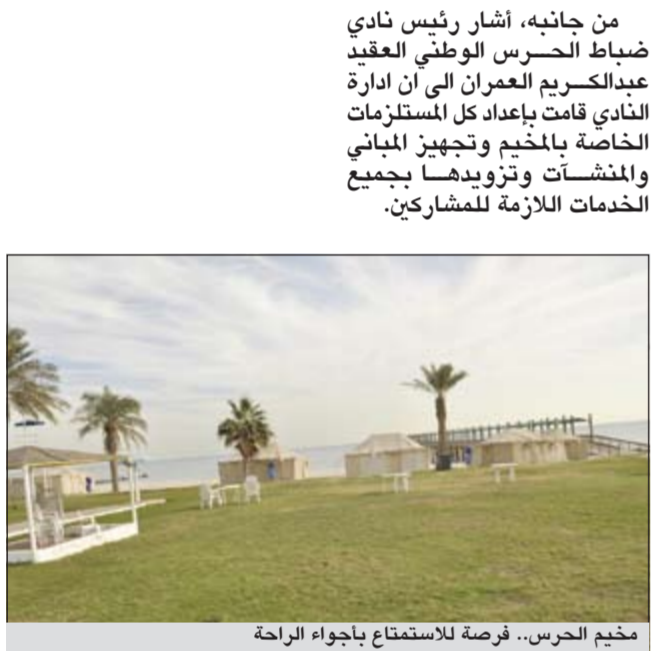 من جانبه، أشار رئيس نادي
ضباط الحرس الوطني العقيد
عبدالكريم العمران الى ان ادارة
النادي قامت بإعداد كل المستلزمات
الخاصة بالمخيم وتجهيز المباني
والمنشآت وتزويدها بجميع
الخدمات اللازمة للمشاركين.
مخيم الحرس.. فرصة للاستمتاع بأجواء الراحة